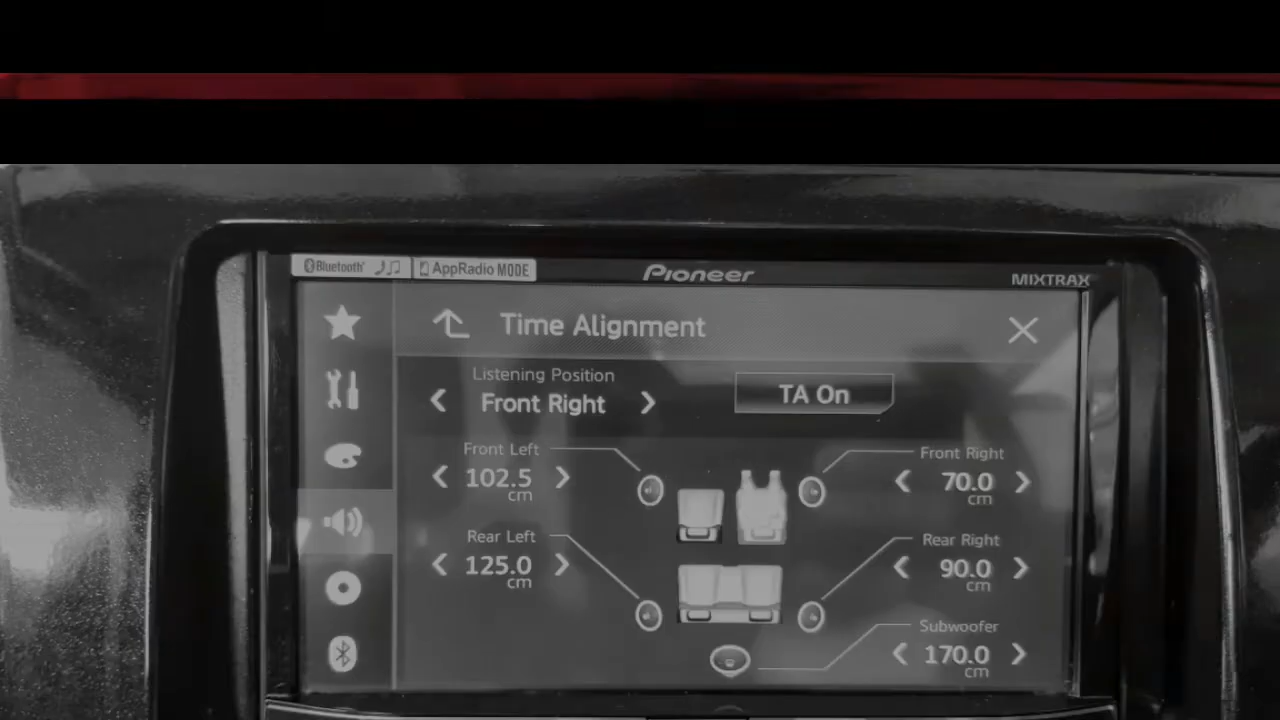 Bluetooth AppRadio MODE Pioneer MIXTRAX
Time Alignment
Listening Position
Front Right
TA On
Front Left
102.5
cm
Front Right
70.0
cm
Rear Left
125.0
cm
Rear Right
90.0
cm
Subwoofer
170.0
cm